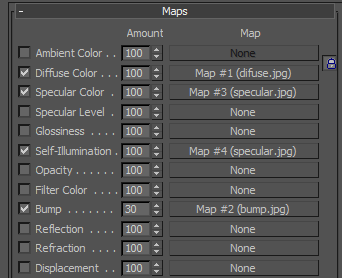 - Maps
Amount Map
Ambient Color . . . 100 None
Diffuse Color . . . 100 Map #1 (difuse.jpg)
Specular Color . . 100 Map #3 (specular.jpg)
Specular Level . 100 None
Glossiness . . . . . 100 None
Self-Illumination . 100 Map #4 (specular.jpg)
Opacity . . . . . . 100 None
Filter Color . . . . 100 None
Bump . . . . . . . 30 Map #2 (bump.jpg)
Reflection . . . . 100 None
Refraction . . . . 100 None
Displacement . . 100 None